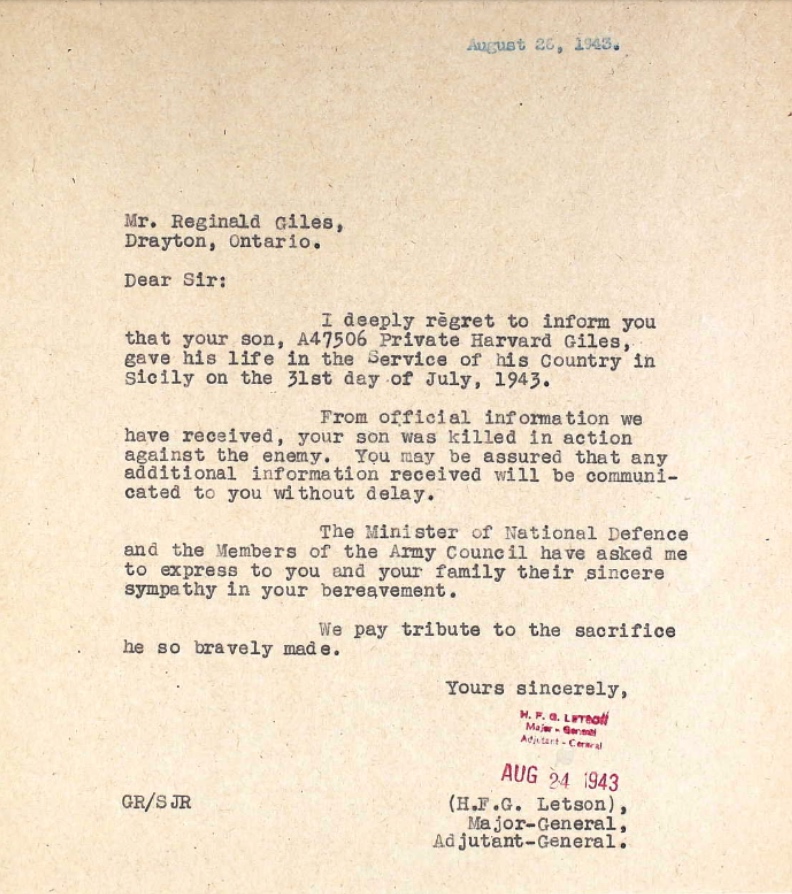 August 26, 1943.
Mr. Reginald Giles,
Drayton, Ontario.
Dear Sir:
I deeply regret to inform you
that your son, A47506 Private Harvard Giles,
gave his life in the Service of his Country in
Sicily on the 31st day of July, 1943.
From official information we
have received, your son was killed in action
against the enemy. You may be assured that any
additional information received will be communi-
cated to you without delay.
The Minister of National Defence
and the Members of the Army Council have asked me
to express to you and your family their sincere
sympathy in your bereavement.
We pay tribute to the sacrifice
he so bravely made.
Yours sincerely,
H. F. G. LETSON
Major - General
Adjutant - General
AUG 24 1943
GR/SJR
(H.F.G. Letson),
Major-General,
Adjutant-General.